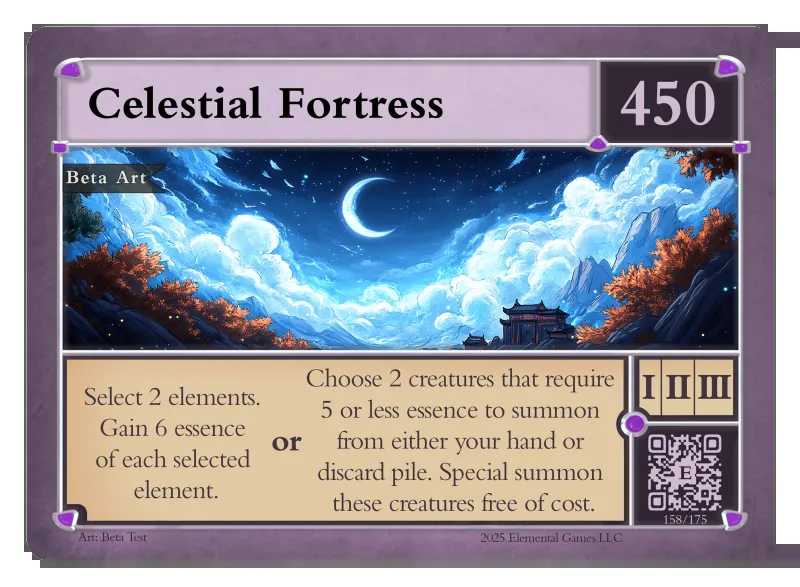 Celestial Fortress
450
Beta Art
Select 2 elements.
Gain 6 essence
of each selected
element.
or
Choose 2 creatures that require
5 or less essence to summon
from either your hand or
discard pile. Special summon
these creatures free of cost.
I II III
E
158/175
Art: Beta Test
2025 Elemental Games LLC